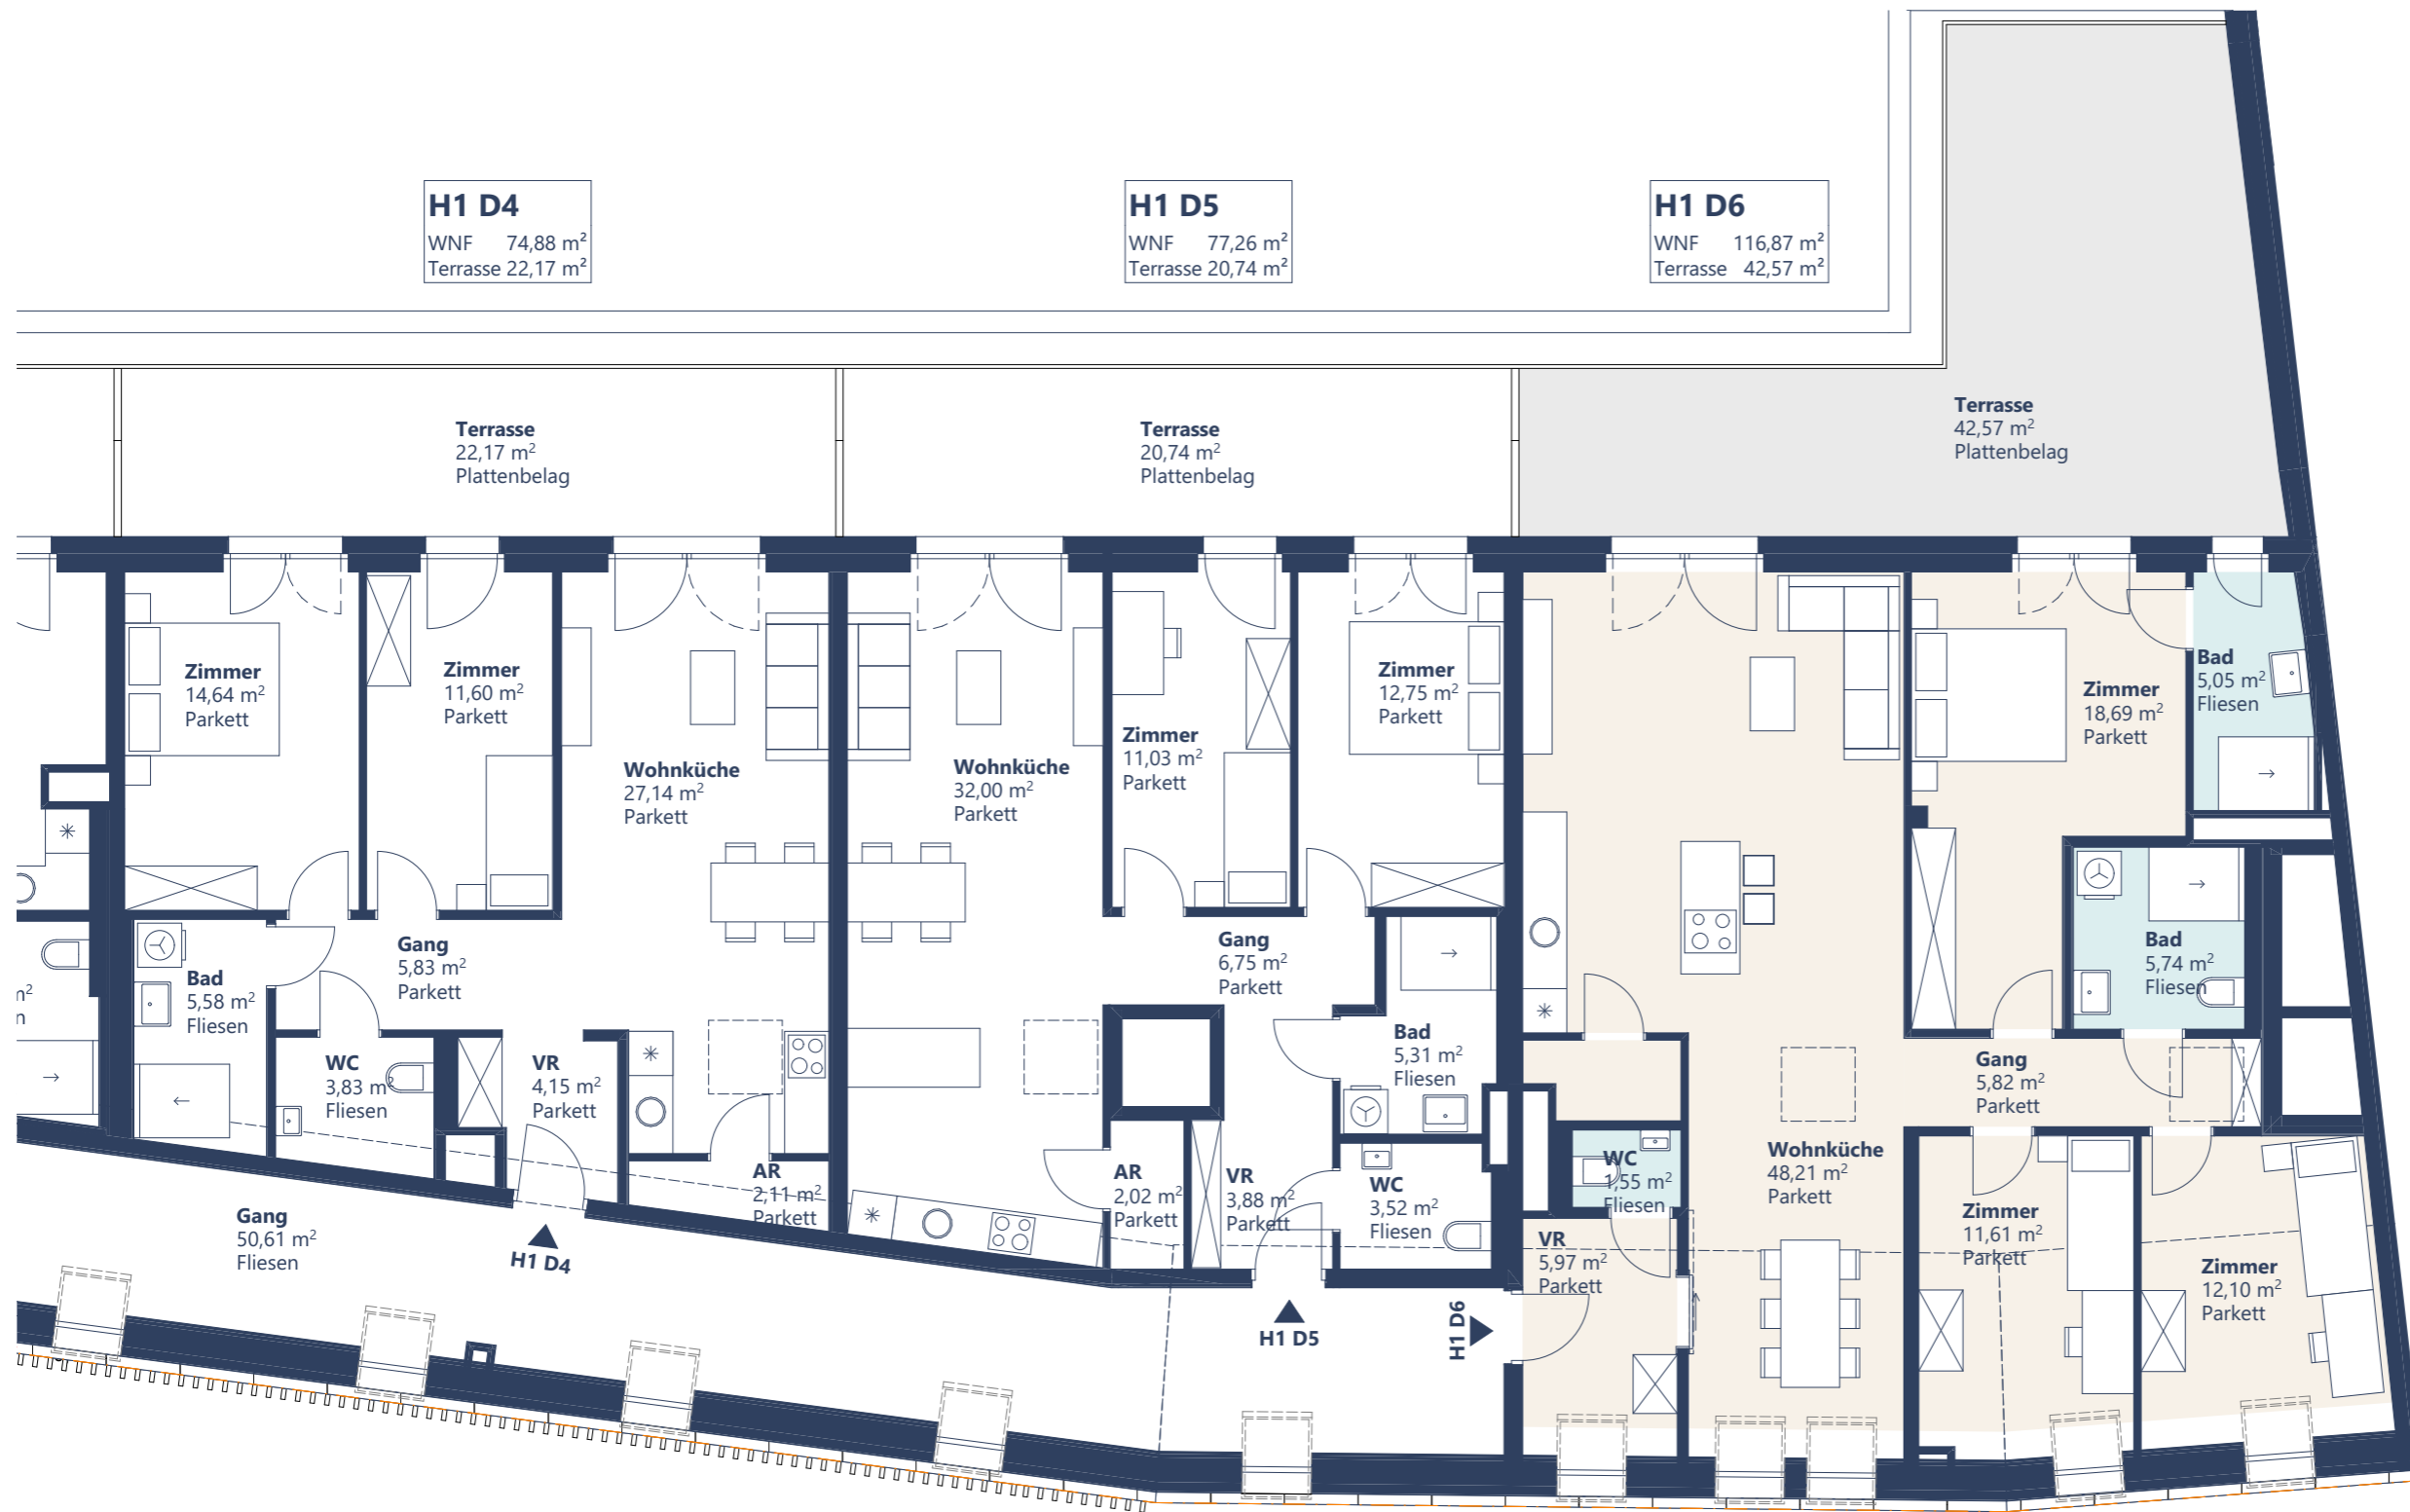 H1 D4
WNF 74,88 m²
Terrasse 22,17 m²
H1 D5
WNF 77,26 m²
Terrasse 20,74 m²
H1 D6
WNF 116,87 m²
Terrasse 42,57 m²
Terrasse
22,17 m²
Plattenbelag
Terrasse
20,74 m²
Plattenbelag
Terrasse
42,57 m²
Plattenbelag
Zimmer
14,64 m²
Parkett
Zimmer
11,60 m²
Parkett
Wohnküche
27,14 m²
Parkett
Wohnküche
32,00 m²
Parkett
Zimmer
11,03 m²
Parkett
Zimmer
12,75 m²
Parkett
Zimmer
18,69 m²
Parkett
Bad
5,05 m²
Fliesen
Bad
5,58 m²
Fliesen
Gang
5,83 m²
Parkett
Gang
6,75 m²
Parkett
Bad
5,74 m²
Fliesen
m²
n
WC
3,83 m²
Fliesen
VR
4,15 m²
Parkett
Bad
5,31 m²
Fliesen
Gang
5,82 m²
Parkett
AR
2,11 m²
Parkett
AR
2,02 m²
Parkett
VR
3,88 m²
Parkett
WC
3,52 m²
Fliesen
WC
1,55 m²
Fliesen
Wohnküche
48,21 m²
Parkett
Gang
50,61 m²
Fliesen
H1 D4
VR
5,97 m²
Parkett
Zimmer
11,61 m²
Parkett
Zimmer
12,10 m²
Parkett
H1 D5
H1 D6